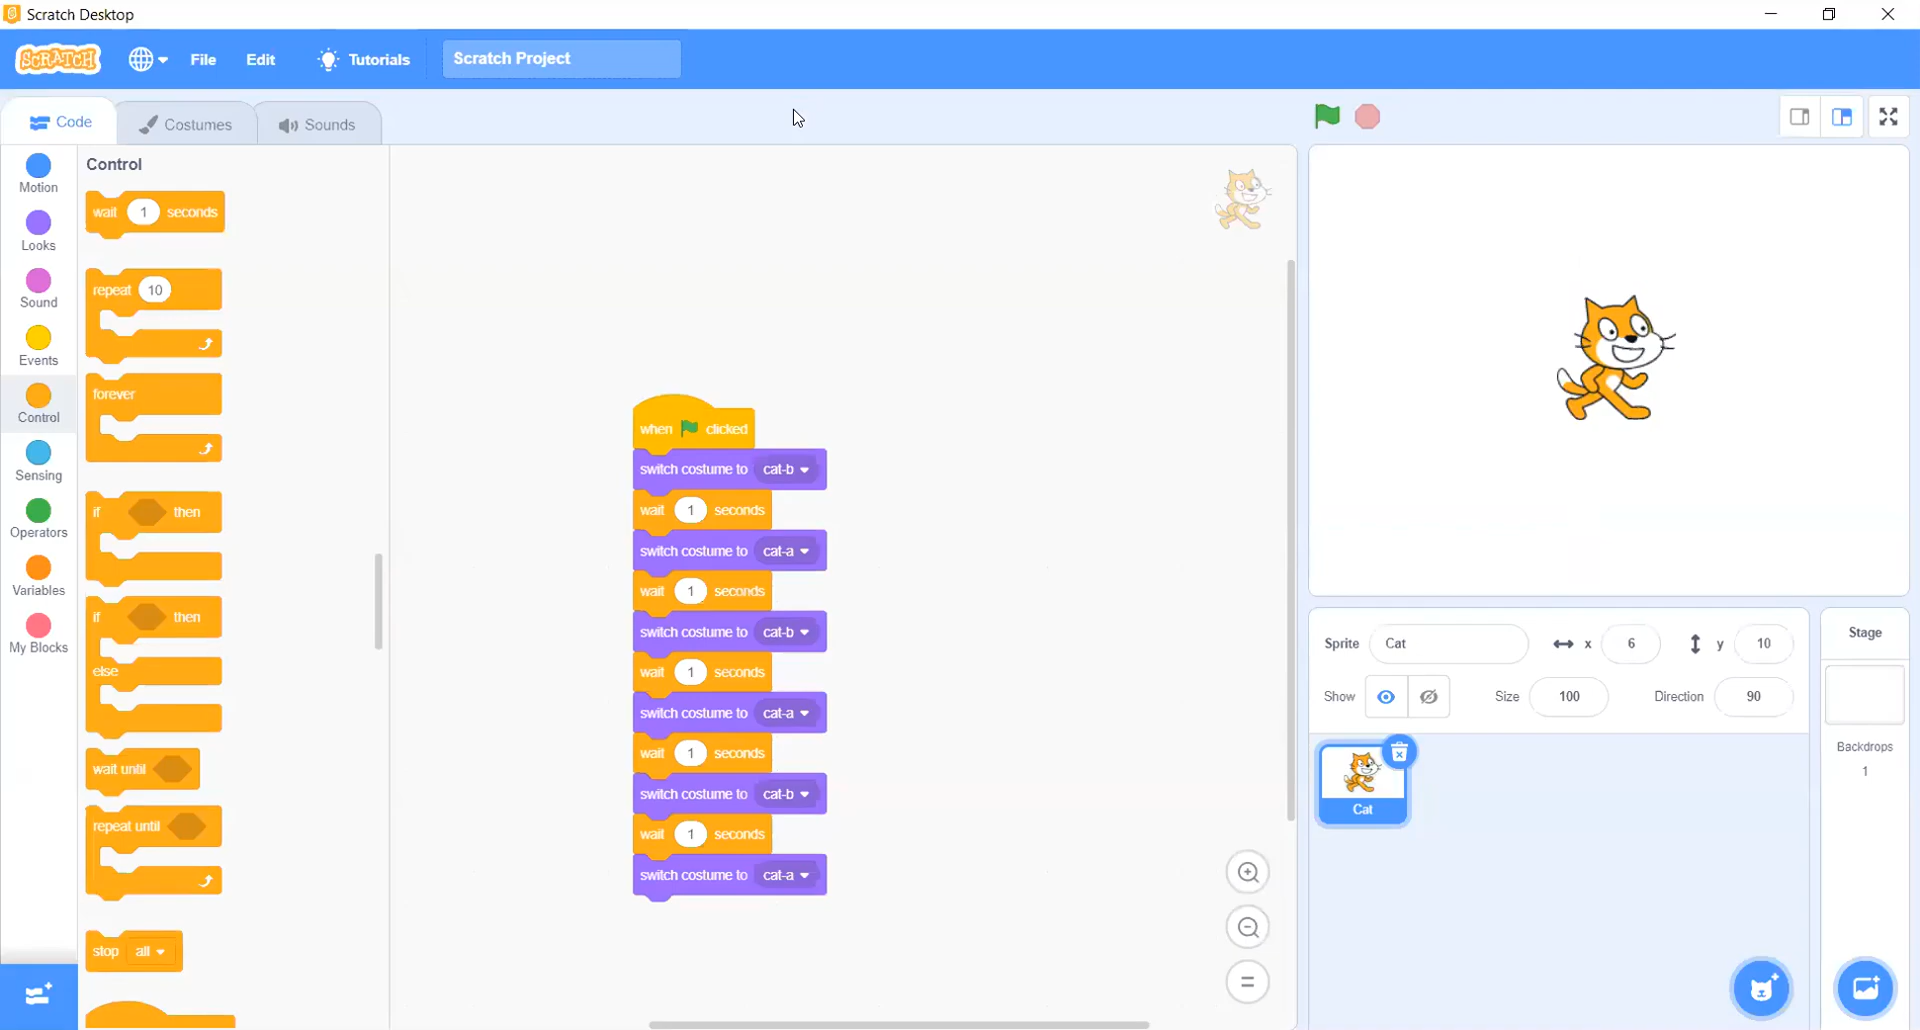 Scratch Desktop
SCRATCH File Edit Tutorials Scratch Project
Code Costumes Sounds
Motion
Looks
Sound
Events
Control
Sensing
Operators
Variables
My Blocks
Control
wait 1 seconds
repeat 10
forever
if then
if then
else
wait until
repeat until
stop all
when clicked
switch costume to cat-b
wait 1 seconds
switch costume to cat-a
wait 1 seconds
switch costume to cat-b
wait 1 seconds
switch costume to cat-a
wait 1 seconds
switch costume to cat-b
wait 1 seconds
switch costume to cat-a
Sprite Cat x 6 y 10
Show Size 100 Direction 90
Cat
Stage
Backdrops
1